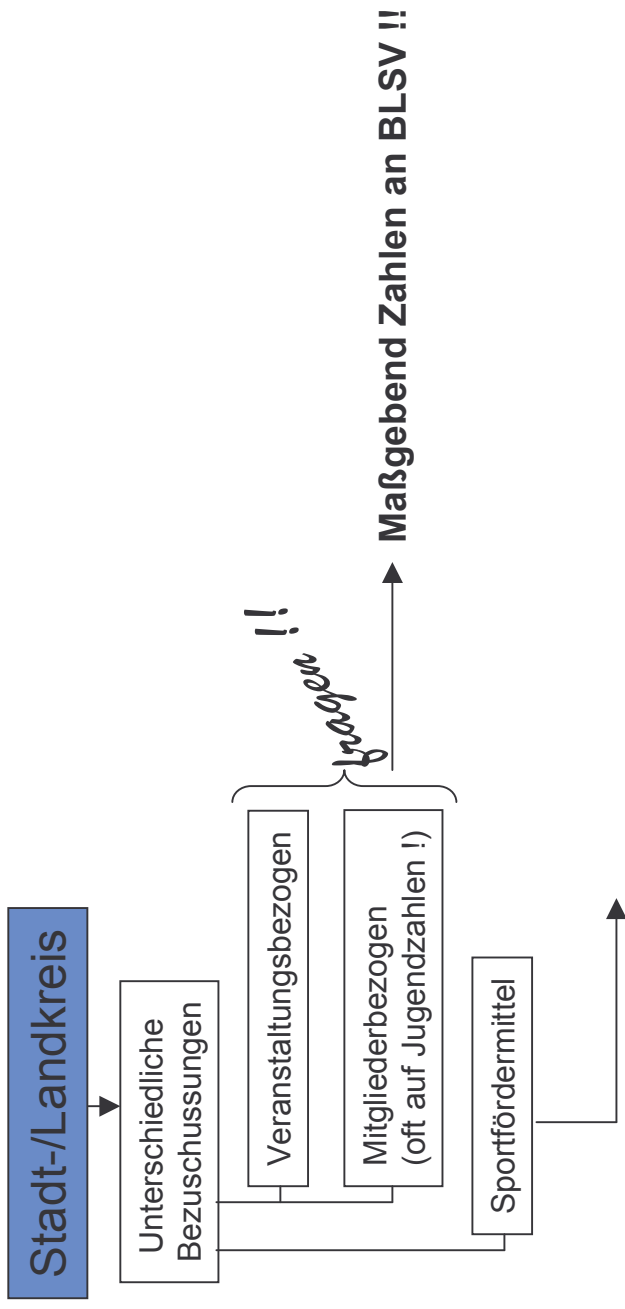 Stadt-/Landkreis
Unterschiedliche
Bezuschussungen
Veranstaltungsbezogen
Mitgliederbezogen
(oft auf Jugendzahlen !)
fragen !!
Maßgebend Zahlen an BLSV !!
Sportfördermittel